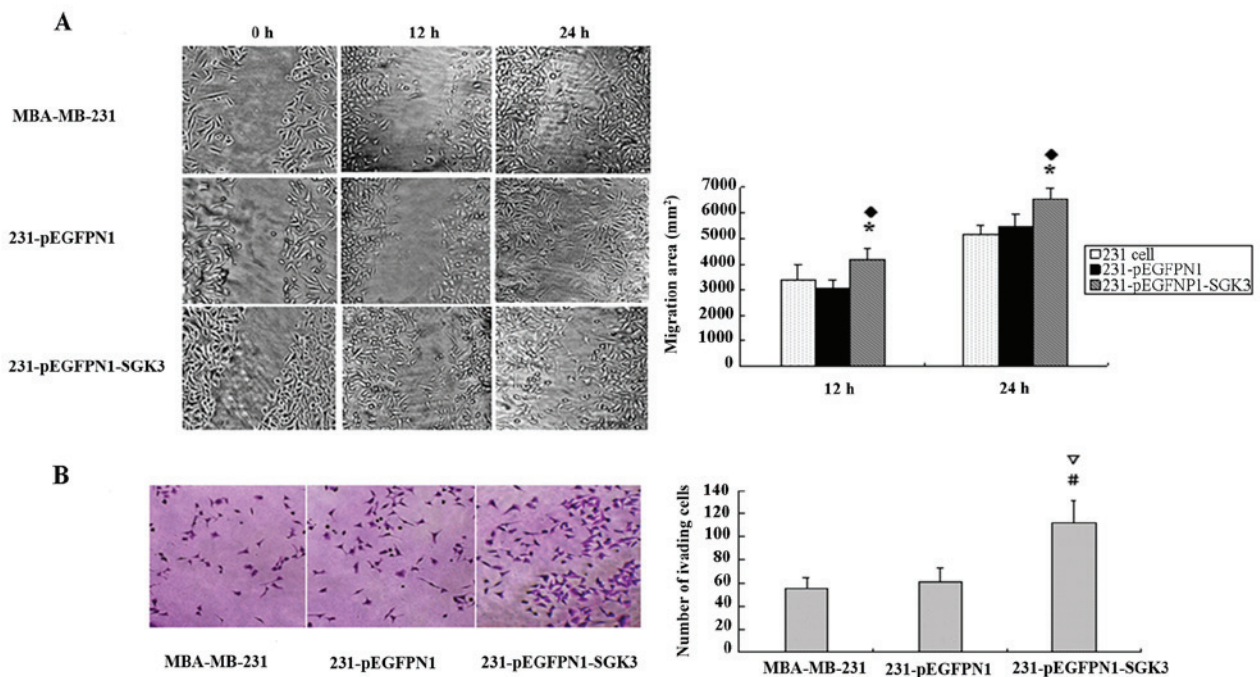 A
0 h 12 h 24 h
MBA-MB-231
231-pEGFPN1
231-pEGFPN1-SGK3
Migration area (mm²)
7000
6000
5000
4000
3000
2000
1000
0
◆
*
◆
*
12 h 24 h
231 cell
231-pEGFPN1
231-pEGFNP1-SGK3
B
MBA-MB-231 231-pEGFPN1 231-pEGFPN1-SGK3
Number of ivading cells
140
120
100
80
60
40
20
0
▽
#
MBA-MB-231 231-pEGFPN1 231-pEGFPN1-SGK3